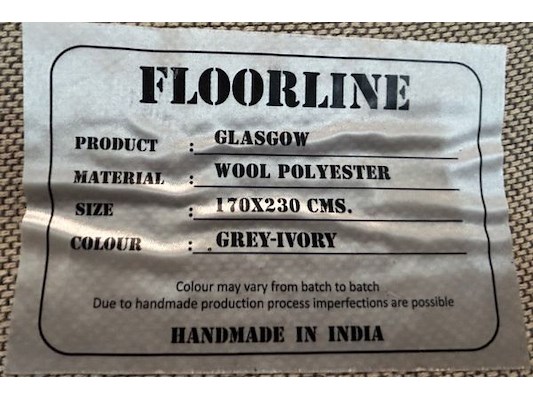 FLOORLINE
PRODUCT : GLASGOW
MATERIAL : WOOL POLYESTER
SIZE : 170X230 CMS.
COLOUR : GREY-IVORY
Colour may vary from batch to batch
Due to handmade production process imperfections are possible
HANDMADE IN INDIA